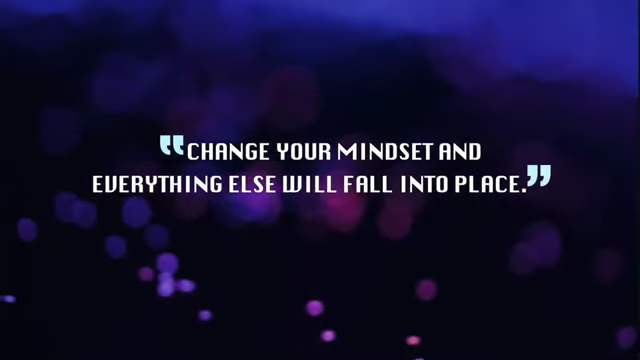 “CHANGE YOUR MINDSET AND
EVERYTHING ELSE WILL FALL INTO PLACE.”